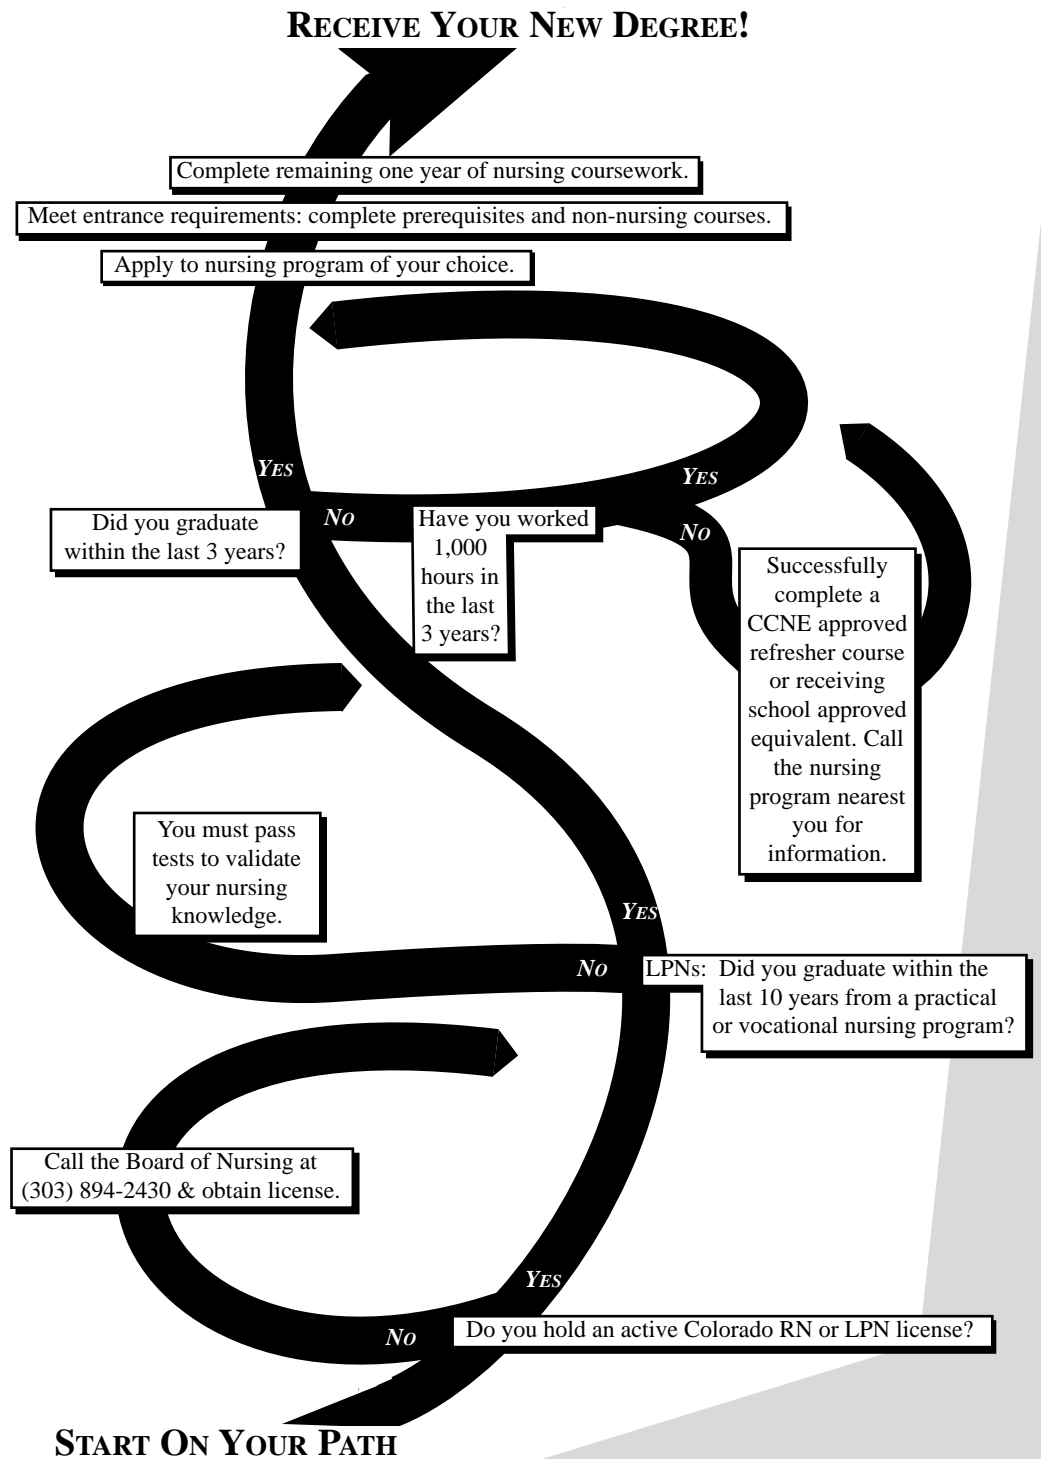 RECEIVE YOUR NEW DEGREE!
Complete remaining one year of nursing coursework.
Meet entrance requirements: complete prerequisites and non-nursing courses.
Apply to nursing program of your choice.
YES
YES
Did you graduate
within the last 3 years?
NO
Have you worked
1,000
hours in
the last
3 years?
NO
Successfully
complete a
CCNE approved
refresher course
or receiving
school approved
equivalent. Call
the nursing
program nearest
you for
information.
You must pass
tests to validate
your nursing
knowledge.
YES
NO
LPNs: Did you graduate within the
last 10 years from a practical
or vocational nursing program?
Call the Board of Nursing at
(303) 894-2430 & obtain license.
YES
NO
Do you hold an active Colorado RN or LPN license?
START ON YOUR PATH